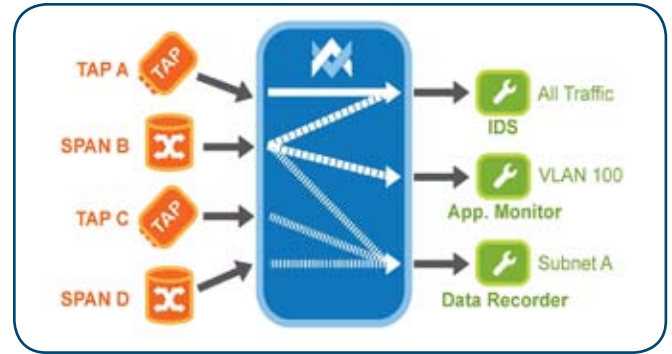 TAP A
TAP
SPAN B
TAP C
TAP
SPAN D
All Traffic
IDS
VLAN 100
App. Monitor
Subnet A
Data Recorder